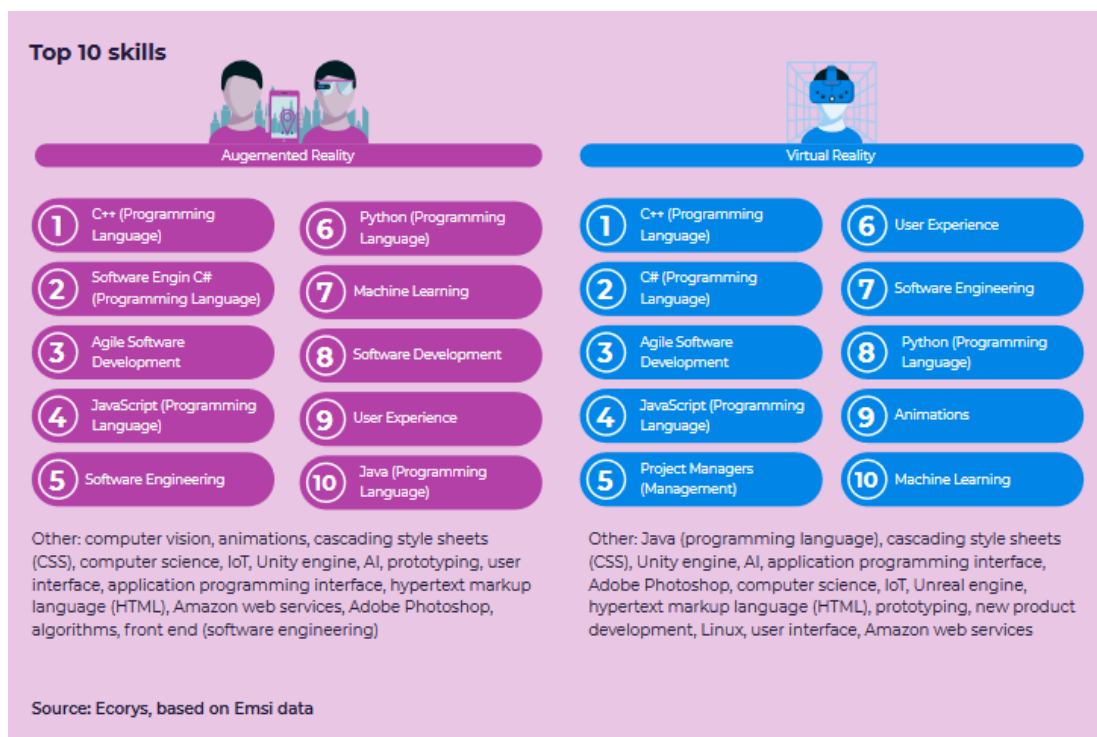 Top 10 skills
Augemented Reality
1
C++ (Programming
Language)
2
Software Engin C#
(Programming Language)
3
Agile Software
Development
4
JavaScript (Programming
Language)
5
Software Engineering
6
Python (Programming
Language)
7
Machine Learning
8
Software Development
9
User Experience
10
Java (Programming
Language)
Other: computer vision, animations, cascading style sheets
(CSS), computer science, IoT, Unity engine, AI, prototyping, user
interface, application programming interface, hypertext markup
language (HTML), Amazon web services, Adobe Photoshop,
algorithms, front end (software engineering)
Virtual Reality
1
C++ (Programming
Language)
2
C# (Programming
Language)
3
Agile Software
Development
4
JavaScript (Programming
Language)
5
Project Managers
(Management)
6
User Experience
7
Software Engineering
8
Python (Programming
Language)
9
Animations
10
Machine Learning
Other: Java (programming language), cascading style sheets
(CSS), Unity engine, AI, application programming interface,
Adobe Photoshop, computer science, IoT, Unreal engine,
hypertext markup language (HTML), prototyping, new product
development, Linux, user interface, Amazon web services
Source: Ecorys, based on Emsi data